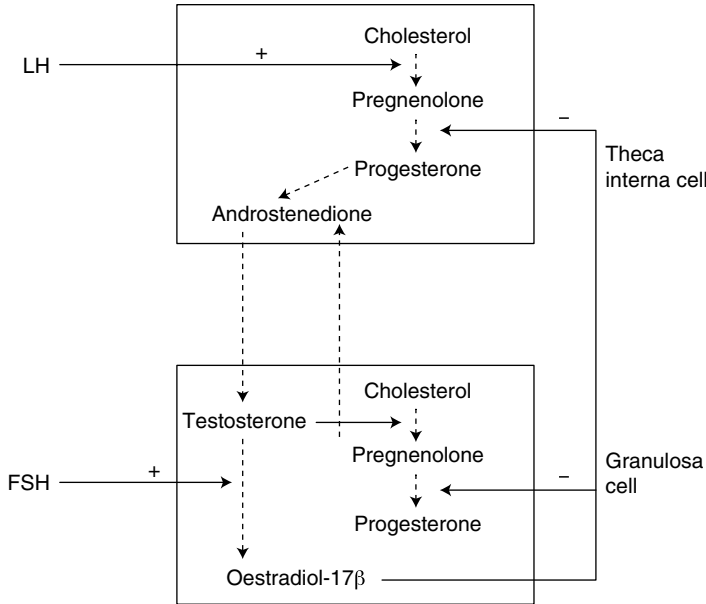 Cholesterol
LH
+
Pregnenolone
–
Progesterone
Theca
interna cell
Androstenedione
Cholesterol
Testosterone
Pregnenolone
FSH
+
–
Granulosa
cell
Progesterone
Oestradiol-17β